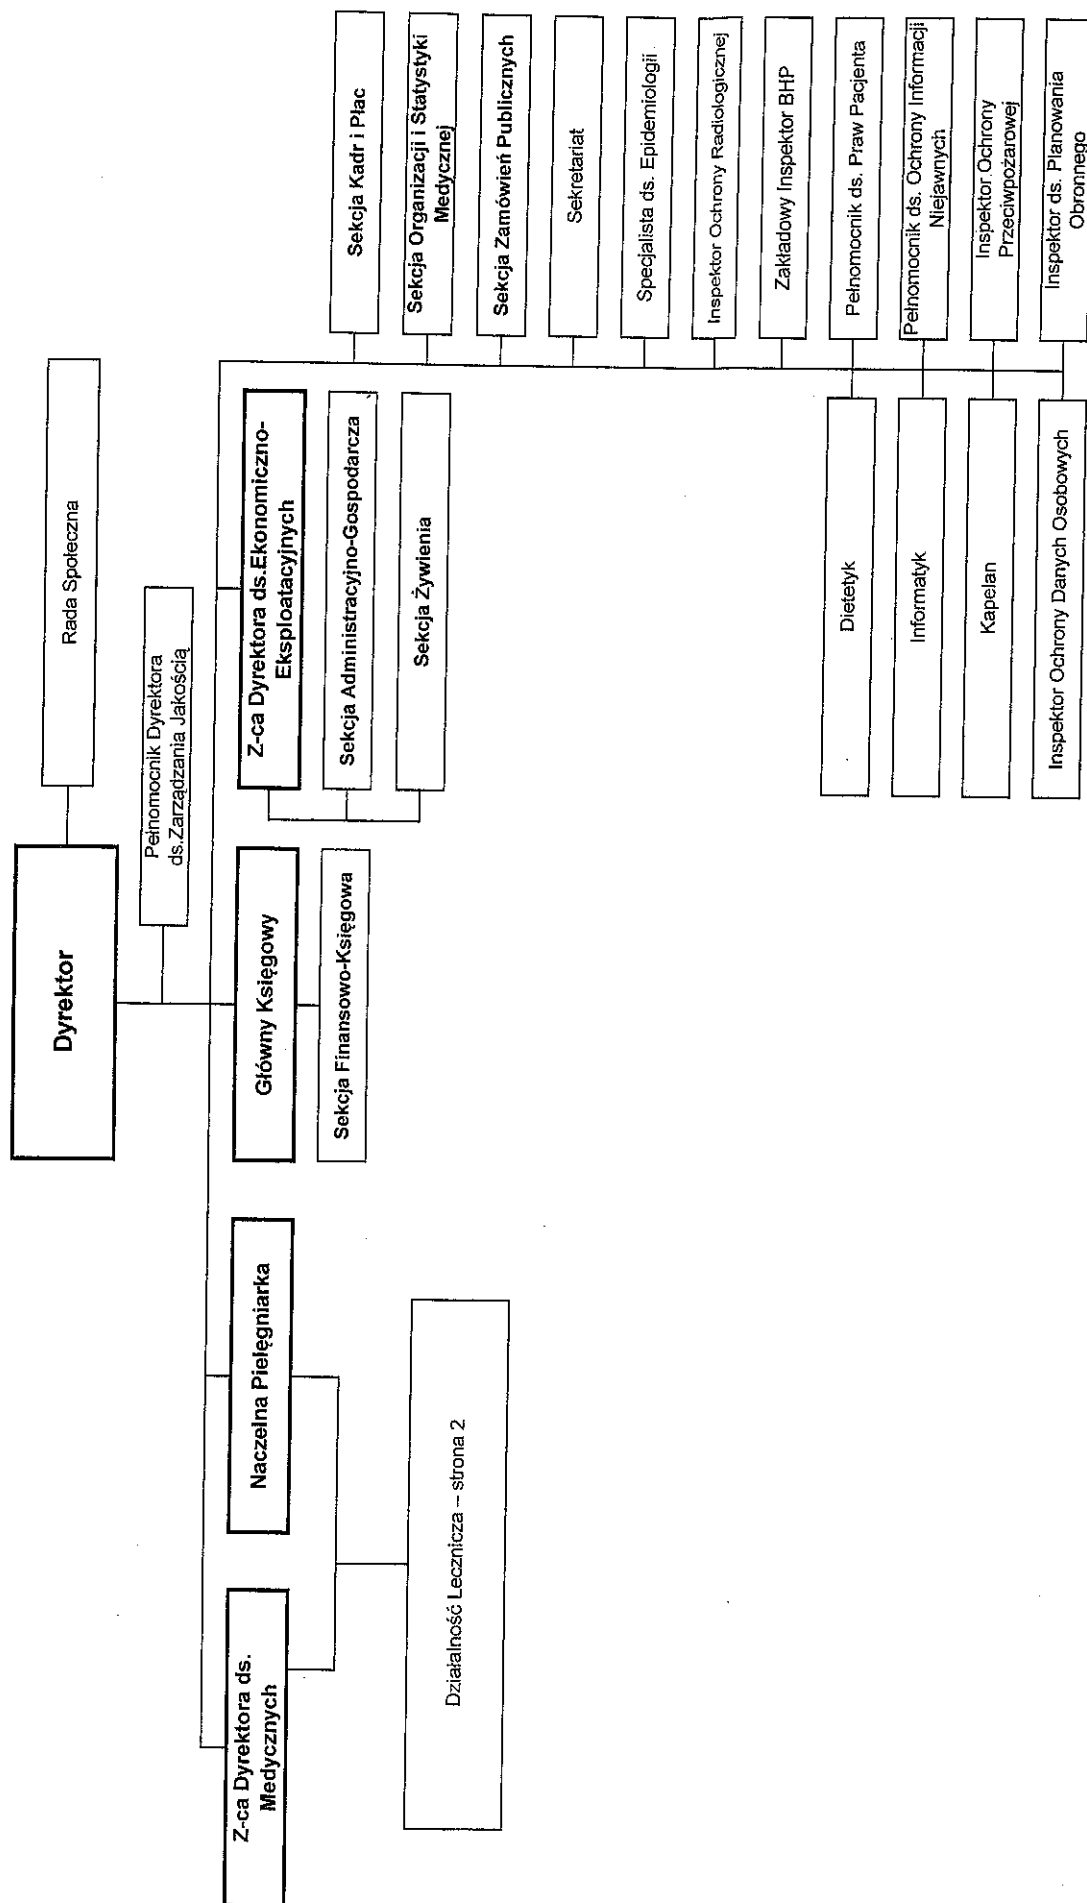 Dyrektor
Rada Społeczna
Pełnomocnik Dyrektora
ds.Zarządzania Jakością
Z-ca Dyrektora ds.
Medycznych
Naczelna Pielęgniarka
Główny Księgowy
Z-ca Dyrektora ds.Ekonomiczno-
Eksploatacyjnych
Sekcja Finansowo-Księgowa
Sekcja Administracyjno-Gospodarcza
Sekcja Żywienia
Działalność Lecznicza – strona 2
Sekcja Kadr i Płac
Sekcja Organizacji i Statystyki
Medycznej
Sekcja Zamówień Publicznych
Sekretariat
Specjalista ds. Epidemiologii
Inspektor Ochrony Radiologicznej
Zakładowy Inspektor BHP
Dietetyk
Pełnomocnik ds. Praw Pacjenta
Informatyk
Pełnomocnik ds. Ochrony Informacji
Niejawnych
Kapelan
Inspektor Ochrony
Przeciwpożarowej
Inspektor Ochrony Danych Osobowych
Inspektor ds. Planowania
Obronnego